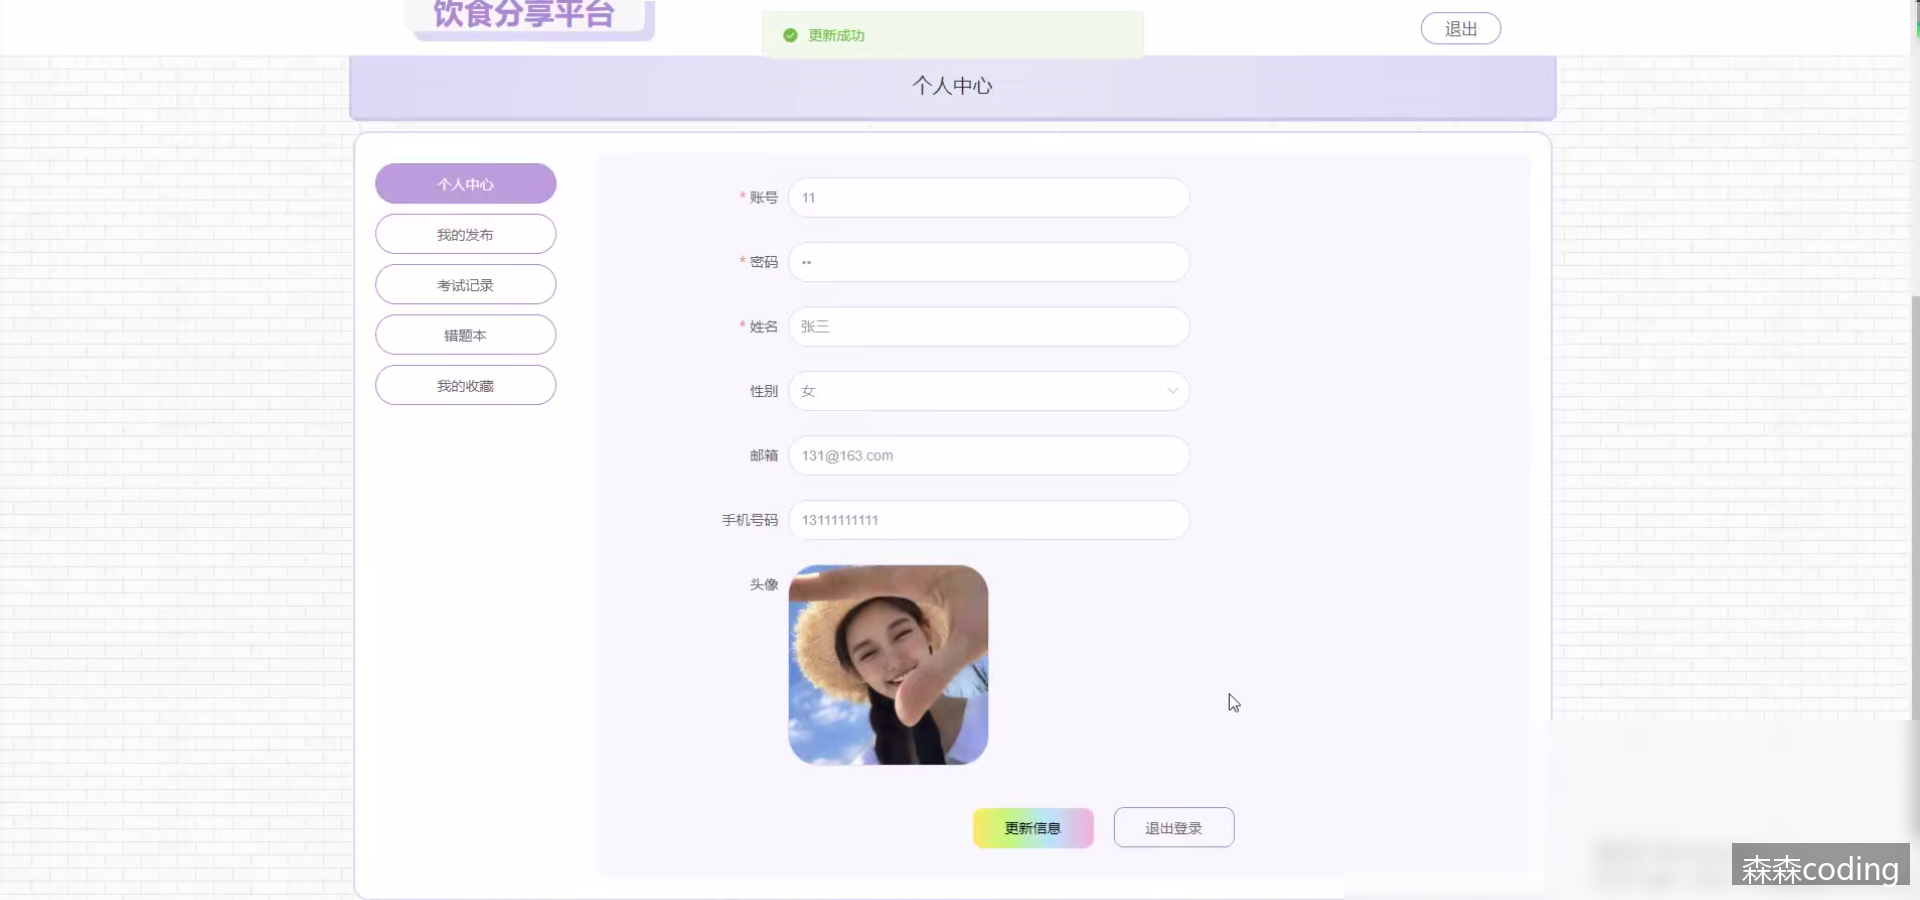 饮食分享平台
更新成功
退出
个人中心
个人中心
我的发布
考试记录
错题本
我的收藏
* 账号 11
* 密码 ••
* 姓名 张三
性别 女
邮箱 131@163.com
手机号码 13111111111
头像
更新信息
退出登录
森森coding